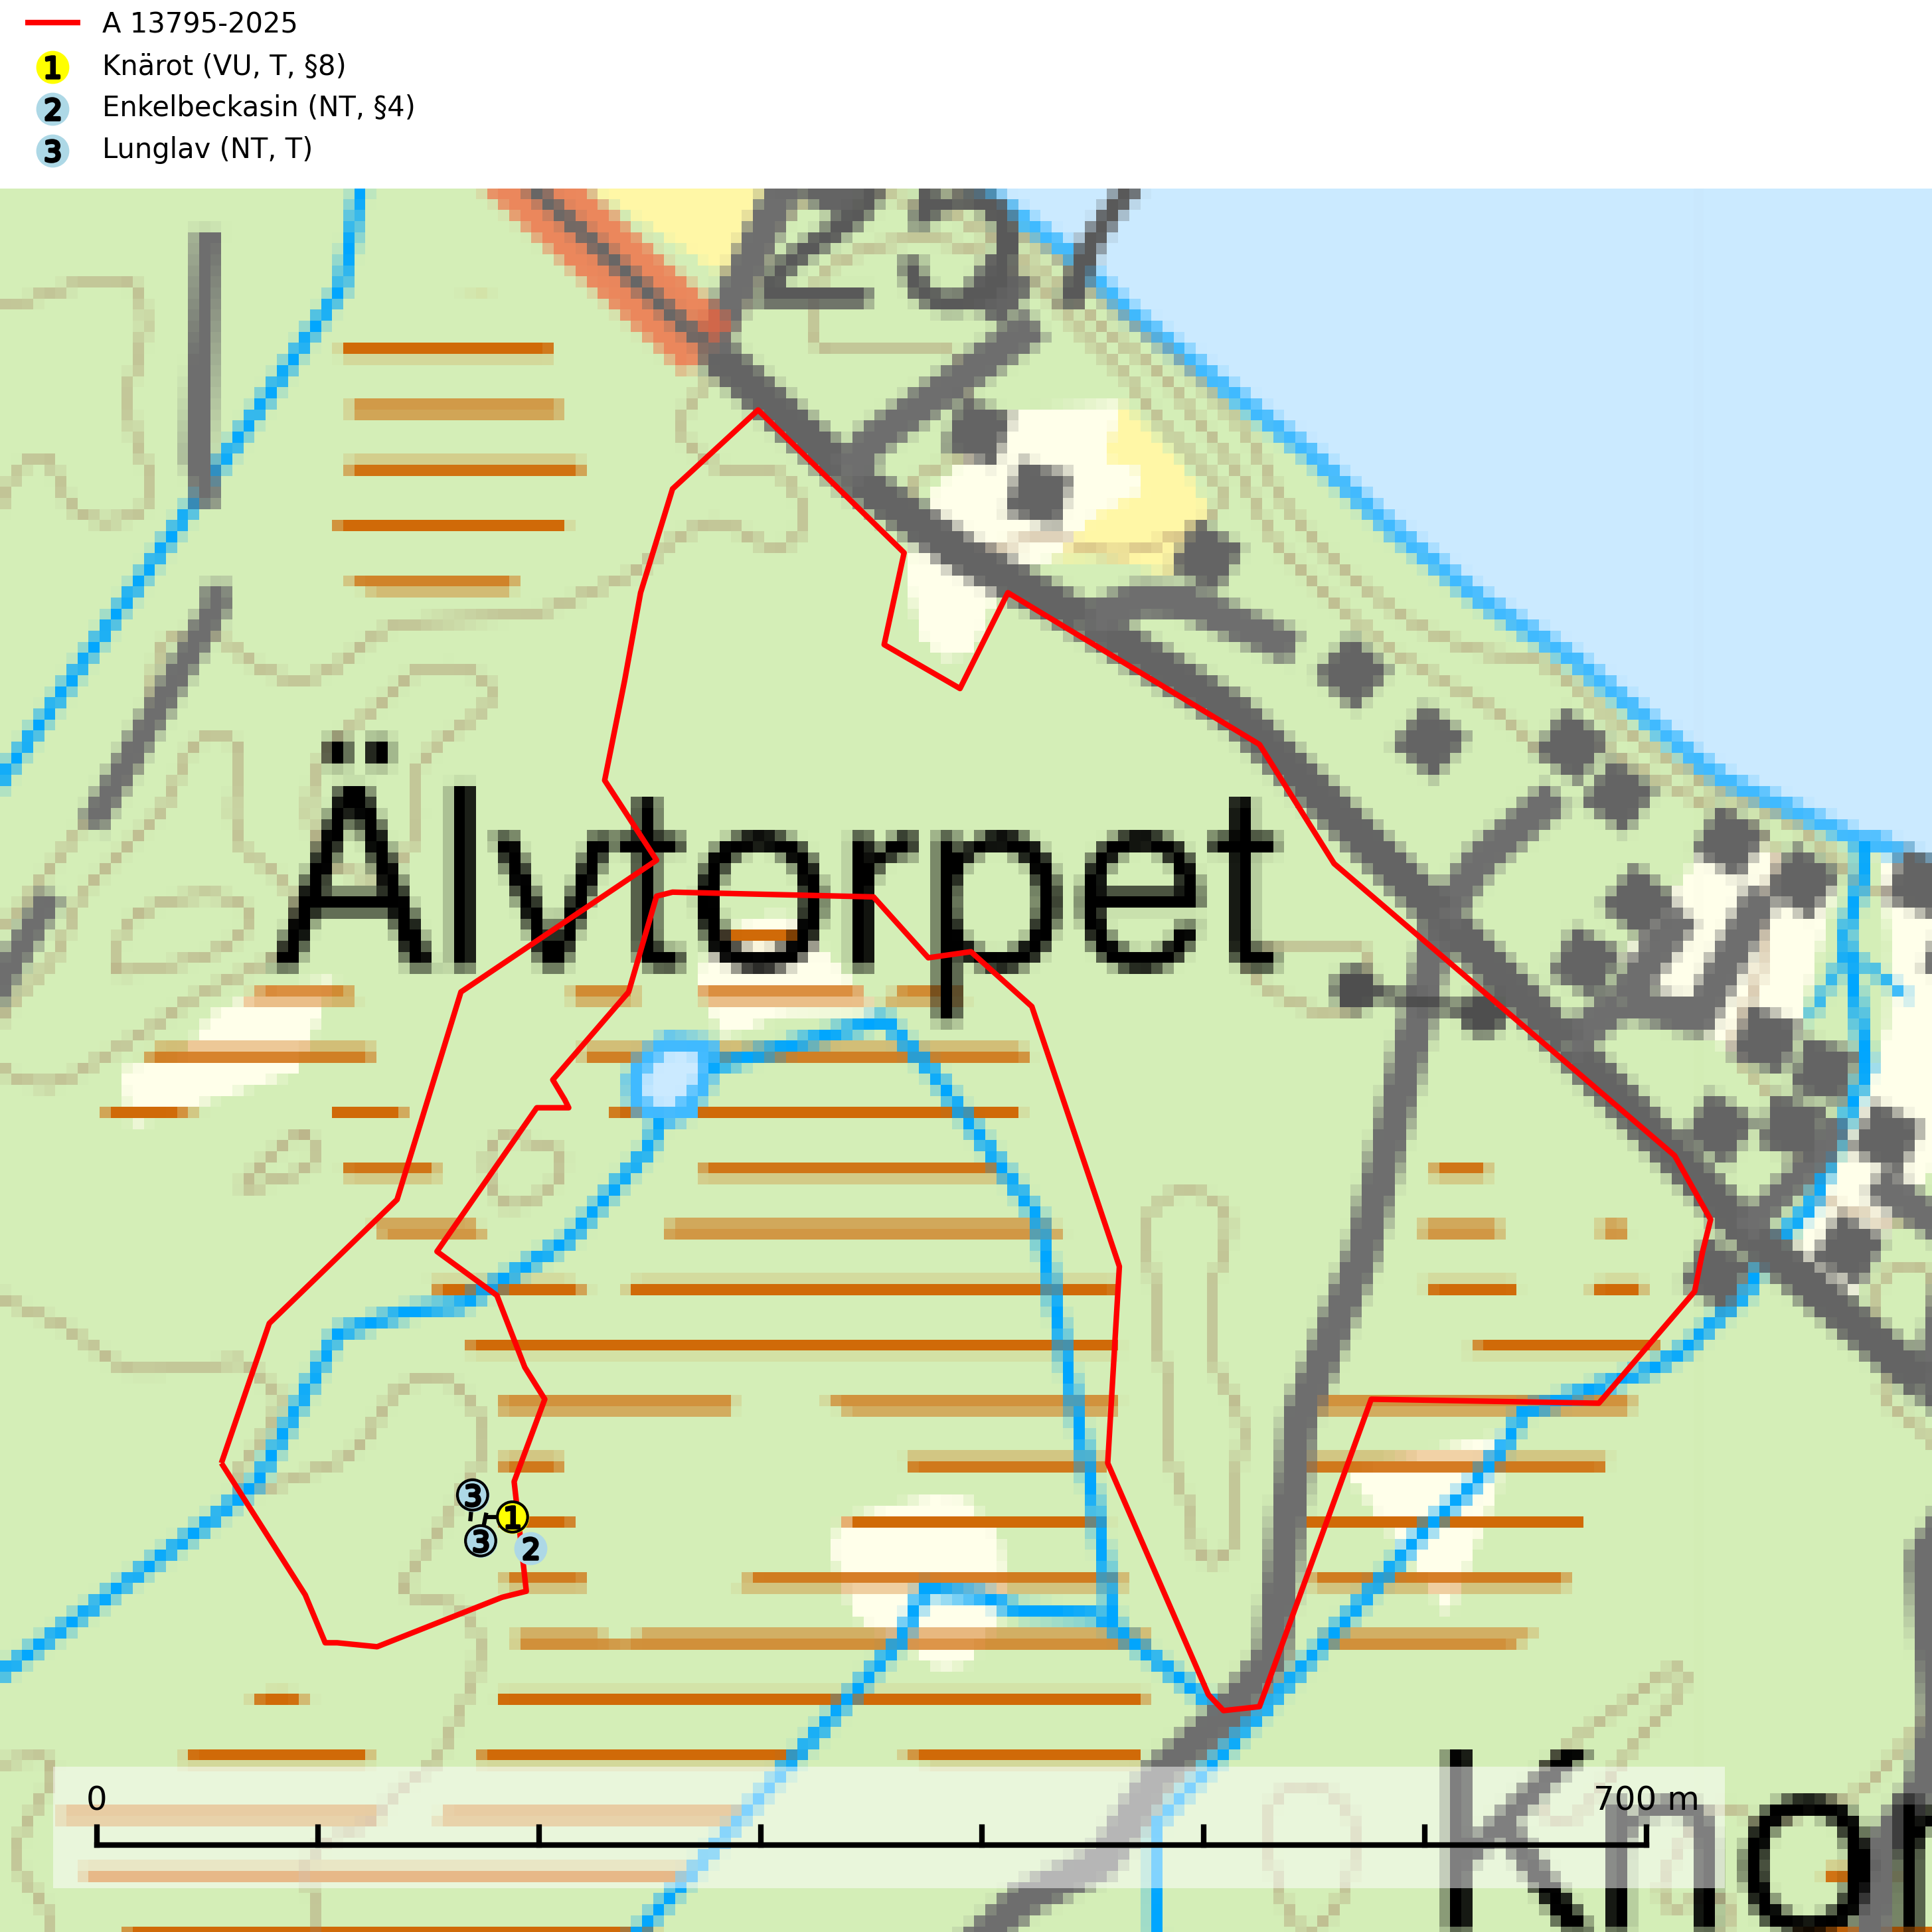 A 13795-2025
1 Knärot (VU, T, §8)
2 Enkelbeckasin (NT, §4)
3 Lunglav (NT, T)
25
Älvtorpet
3
1
3
2
0 700 m